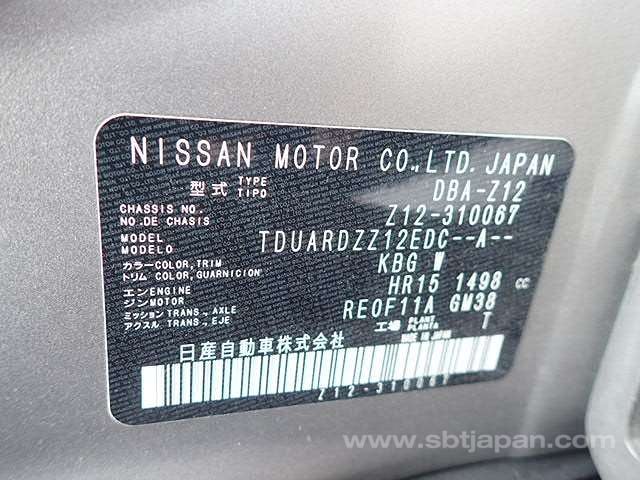 NISSAN MOTOR CO.,LTD. JAPAN
型式 TYPE TIPO DBA-Z12
CHASSIS NO. NO.DE CHASIS Z12-310067
MODEL MODELO TDUARDZZ12EDC--A--
カラー COLOR,TRIM トリム COLOR,GUARNICION KBG W
エンジン ENGINE MOTOR HR15 1498 cc
ミッション TRANS., AXLE アクスル TRANS., EJE RE0F11A GM38
工場 PLANT PLANTA T
日産自動車株式会社 MADE IN JAPAN
Z12-310067
www.sbtjapan.com